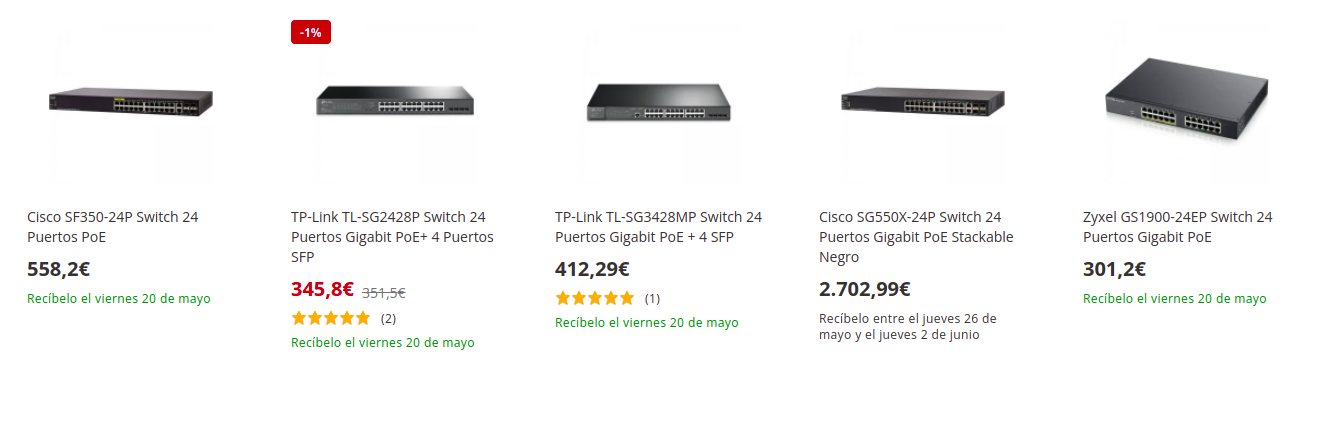 -1%
Cisco SF350-24P Switch 24
Puertos PoE
558,2€
Recíbelo el viernes 20 de mayo
TP-Link TL-SG2428P Switch 24
Puertos Gigabit PoE+ 4 Puertos
SFP
345,8€ 351,5€
(2)
Recíbelo el viernes 20 de mayo
TP-Link TL-SG3428MP Switch 24
Puertos Gigabit PoE + 4 SFP
412,29€
(1)
Recíbelo el viernes 20 de mayo
Cisco SG550X-24P Switch 24
Puertos Gigabit PoE Stackable
Negro
2.702,99€
Recíbelo entre el jueves 26 de
mayo y el jueves 2 de junio
Zyxel GS1900-24EP Switch 24
Puertos Gigabit PoE
301,2€
Recíbelo el viernes 20 de mayo